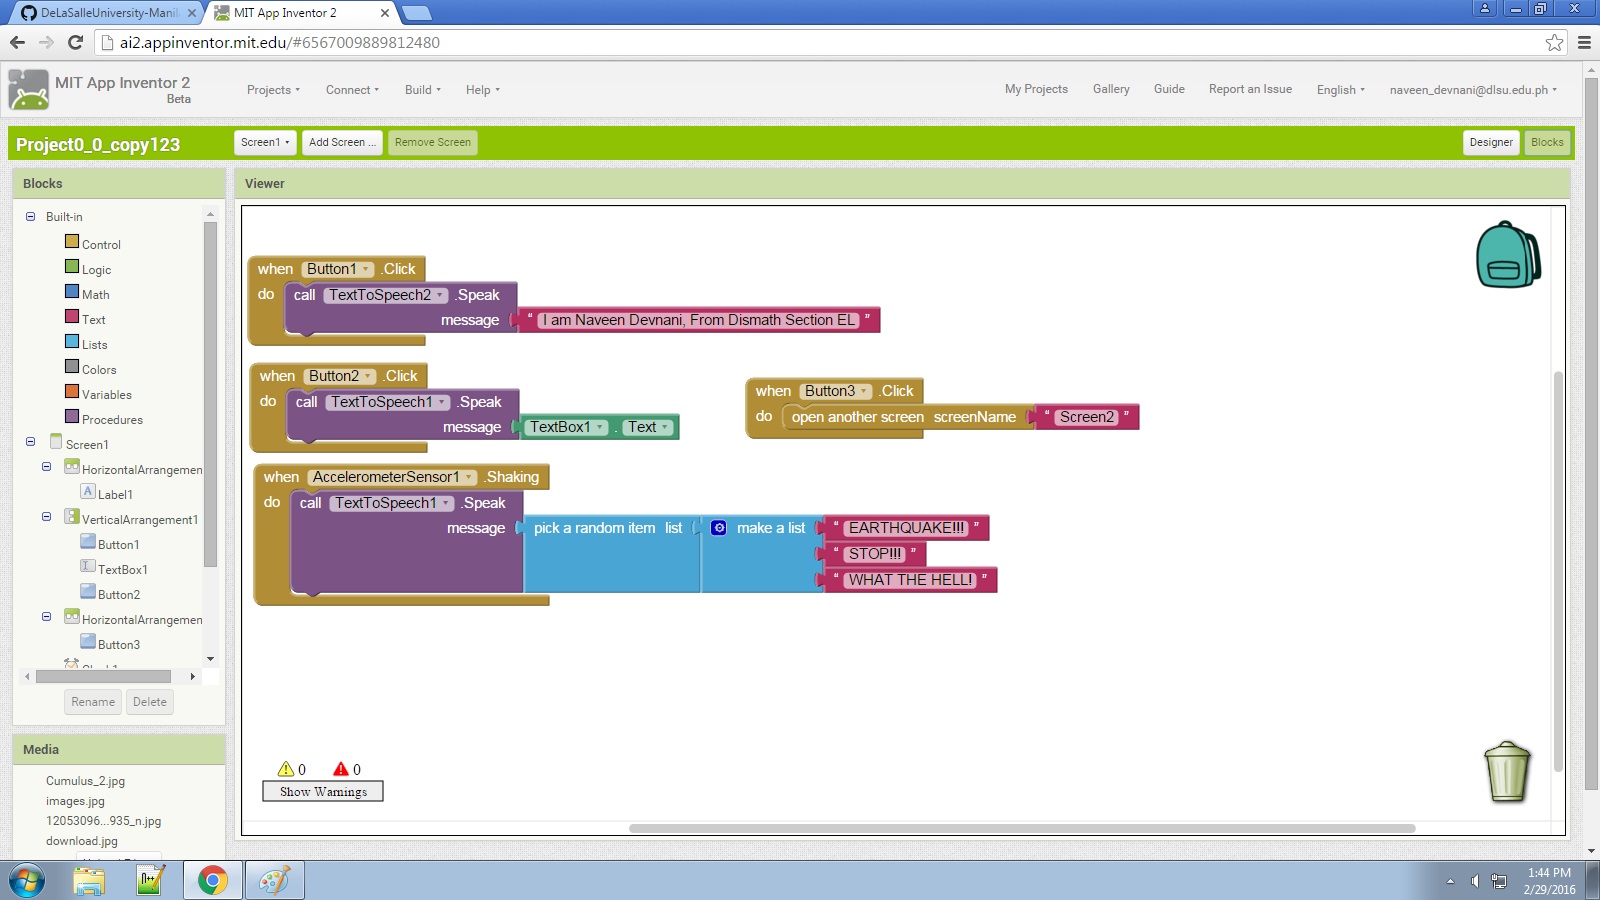 DeLaSalleUniversity-Manil
MIT App Inventor 2
ai2.appinventor.mit.edu/#6567009889812480
MIT App Inventor 2
Beta
Projects
Connect
Build
Help
My Projects
Gallery
Guide
Report an Issue
English
naveen_devnani@dlsu.edu.ph
Project0_0_copy123
Screen1
Add Screen ...
Remove Screen
Designer
Blocks
Blocks
Built-in
Control
Logic
Math
Text
Lists
Colors
Variables
Procedures
Screen1
HorizontalArrangemen
Label1
VerticalArrangement1
Button1
TextBox1
Button2
HorizontalArrangemen
Button3
Rename
Delete
Media
Cumulus_2.jpg
images.jpg
12053096...935_n.jpg
download.jpg
Viewer
when Button1 .Click
do call TextToSpeech2 .Speak
message " I am Naveen Devnani, From Dismath Section EL "
when Button2 .Click
do call TextToSpeech1 .Speak
message TextBox1 . Text
when Button3 .Click
do open another screen screenName " Screen2 "
when AccelerometerSensor1 .Shaking
do call TextToSpeech1 .Speak
message pick a random item list make a list " EARTHQUAKE!!! "
" STOP!!! "
" WHAT THE HELL! "
0 0
Show Warnings
1:44 PM
2/29/2016